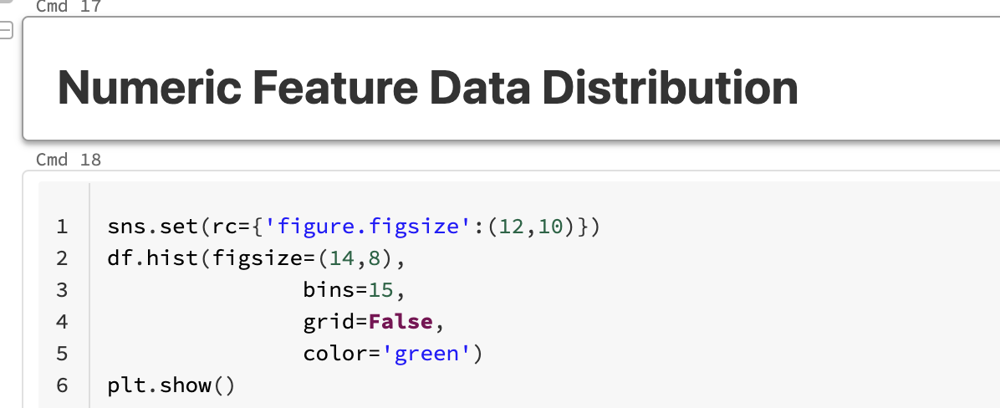 Cmd 17
Numeric Feature Data Distribution
Cmd 18
1 sns.set(rc={'figure.figsize':(12,10)})
2 df.hist(figsize=(14,8),
3 bins=15,
4 grid=False,
5 color='green')
6 plt.show()